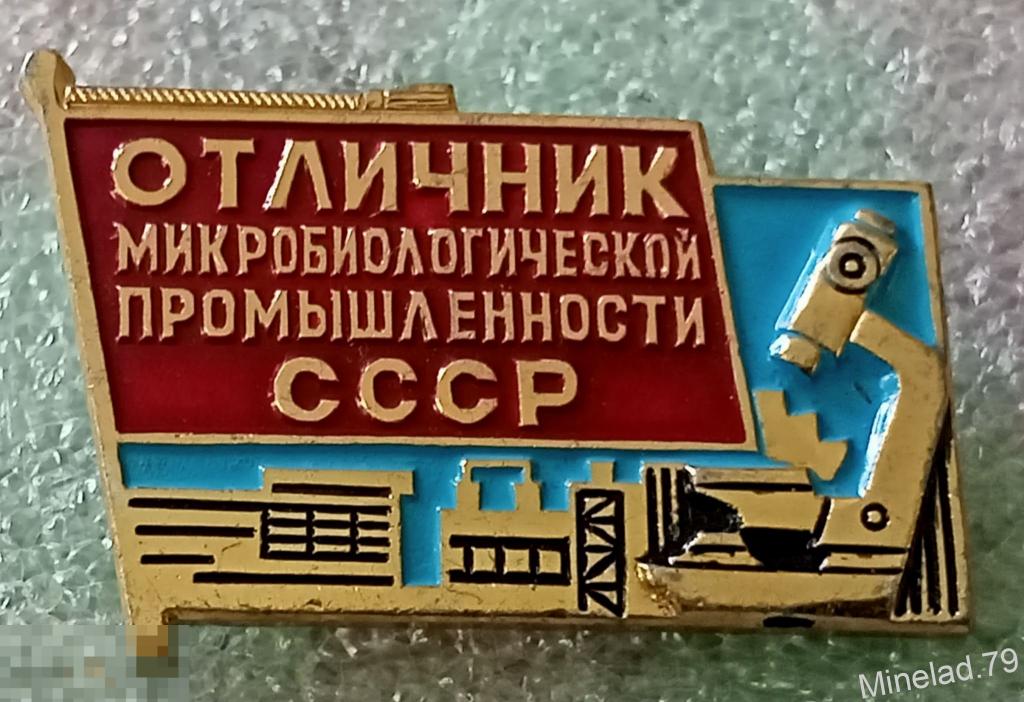 ОТЛИЧНИК
МИКРОБИОЛОГИЧЕСКОЙ
ПРОМЫШЛЕННОСТИ
СССР
Minelad.79